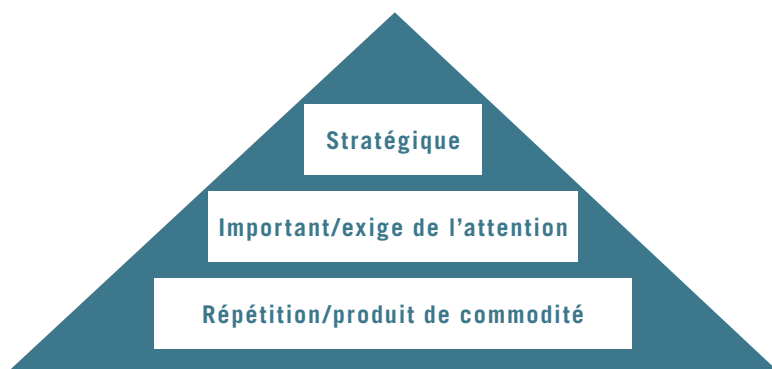 Stratégique
Important/exige de l’attention
Répétition/produit de commodité